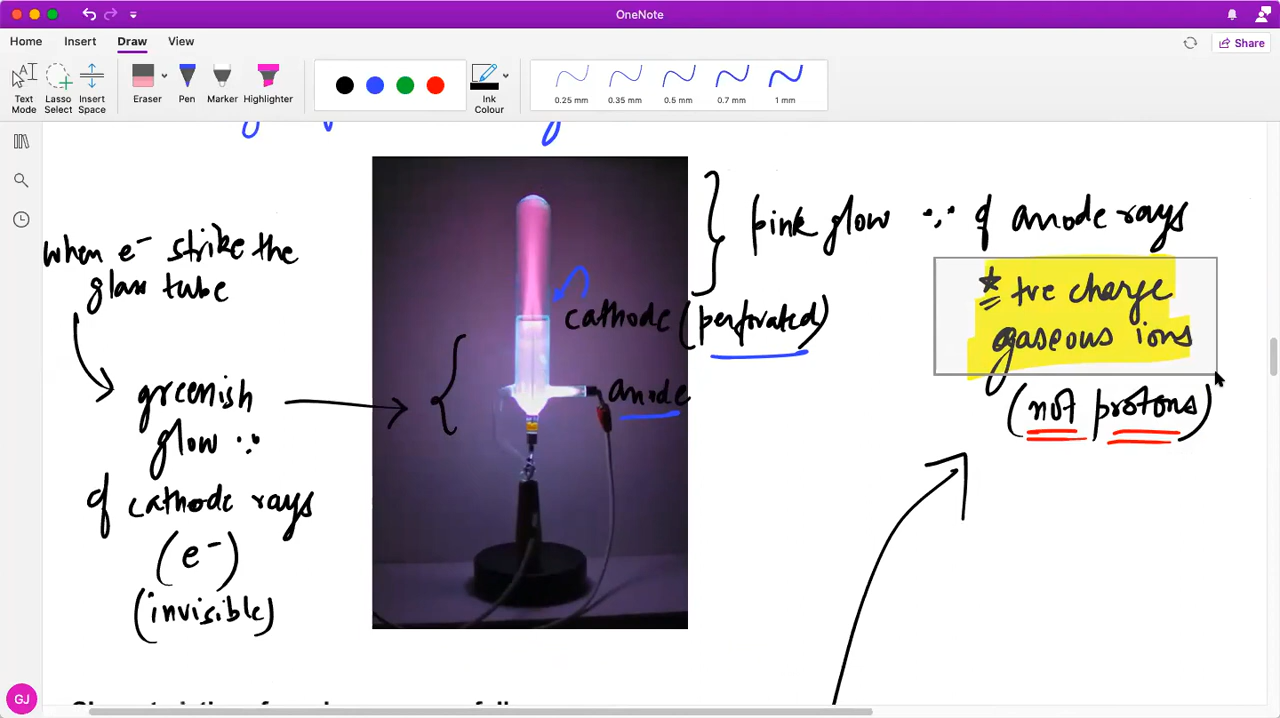 OneNote
Home Insert Draw View
Share
Text Mode
Lasso Select
Insert Space
Eraser
Pen
Marker
Highlighter
Ink Colour
0.25 mm
0.35 mm
0.5 mm
0.7 mm
1 mm
when e⁻ strike the
glass tube
greenish
glow ∵
of cathode rays
(e⁻)
(invisible)
cathode (perforated)
anode
pink glow ∵ of anode rays
* +ve charge
gaseous ions
(not protons)
GJ